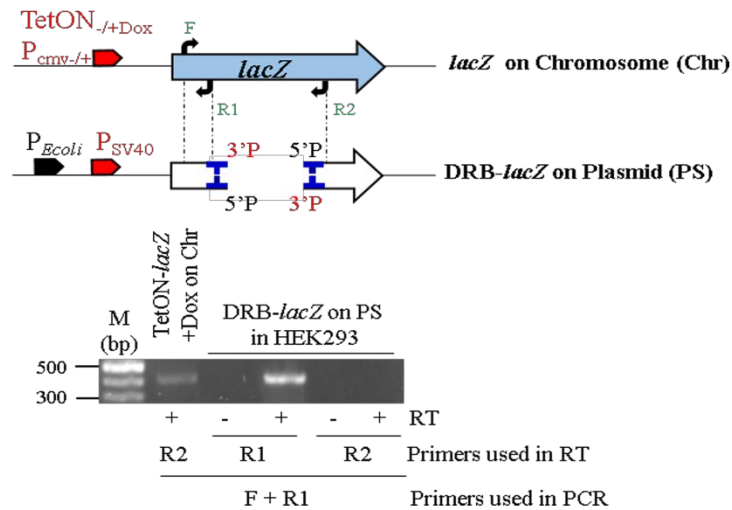 TetON-/+Dox
Pcmv-/+
F
lacZ
lacZ on Chromosome (Chr)
R1
R2
PEcoli
PSV40
3'P
5'P
DRB-lacZ on Plasmid (PS)
5'P
3'P
TetON-lacZ
+Dox on Chr
DRB-lacZ on PS
in HEK293
M
(bp)
500
300
+ - + - + RT
R2 R1 R2 Primers used in RT
F + R1 Primers used in PCR